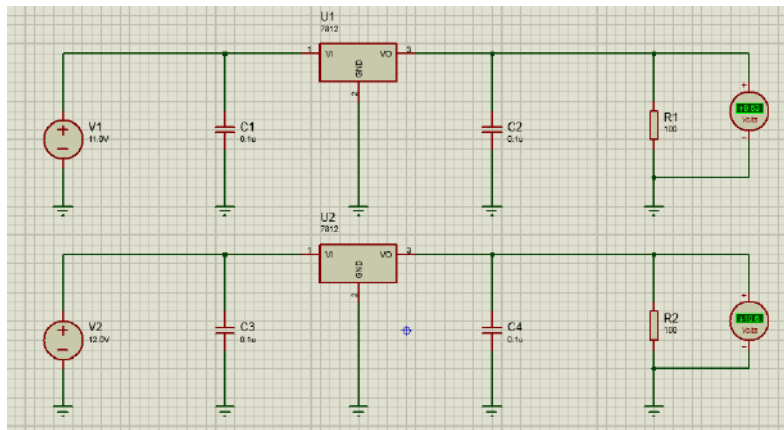 U1
7812
1
VI
VO
3
GND
2
V1
11.0V
C1
0.1u
C2
0.1u
R1
100
Volts
U2
7812
1
VI
VO
3
GND
2
V2
12.0V
C3
0.1u
C4
0.1u
R2
100
Volts